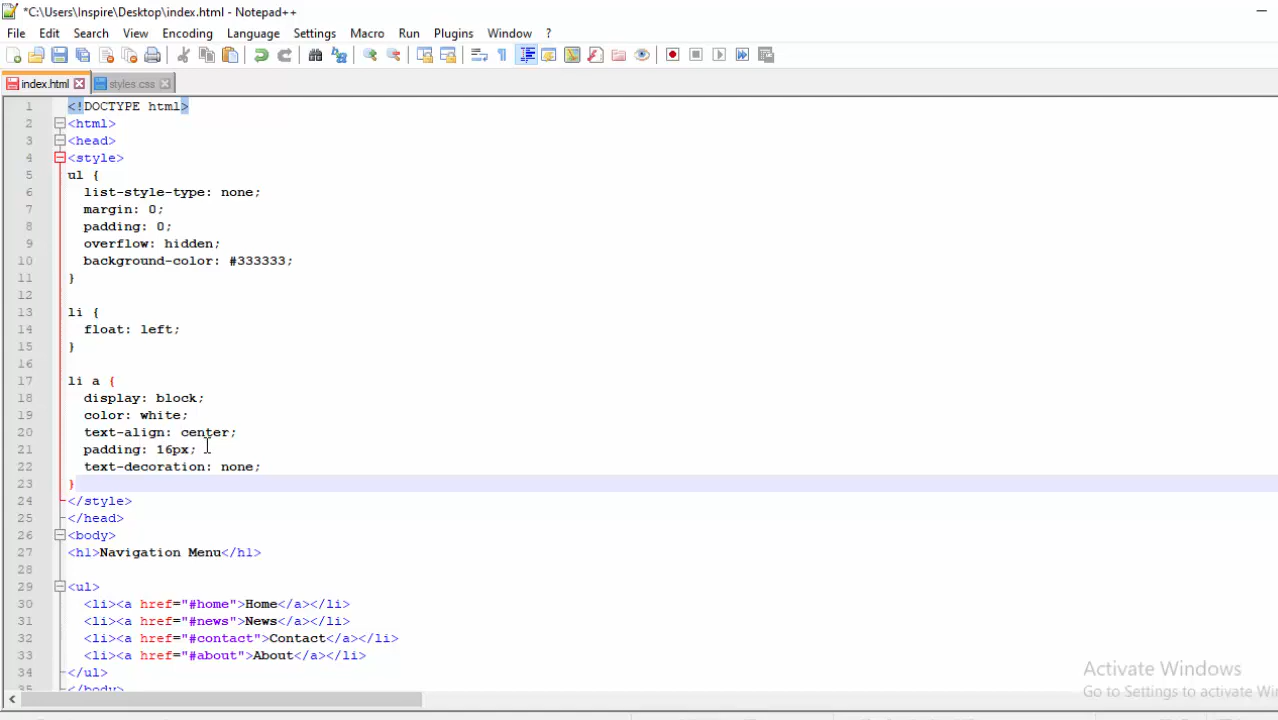 *C:\Users\Inspire\Desktop\index.html - Notepad++
File Edit Search View Encoding Language Settings Tools Macro Run Plugins Window ?
index.html styles.css
1 <!DOCTYPE html>
2 <html>
3 <head>
4 <style>
5 ul {
6 list-style-type: none;
7 margin: 0;
8 padding: 0;
9 overflow: hidden;
10 background-color: #333333;
11 }
12
13 li {
14 float: left;
15 }
16
17 li a {
18 display: block;
19 color: white;
20 text-align: center;
21 padding: 16px;
22 text-decoration: none;
23 }
24 </style>
25 </head>
26 <body>
27 <h1>Navigation Menu</h1>
28
29 <ul>
30 <li><a href="#home">Home</a></li>
31 <li><a href="#news">News</a></li>
32 <li><a href="#contact">Contact</a></li>
33 <li><a href="#about">About</a></li>
34 </ul>
35 </body>
Activate Windows
Go to Settings to activate Wi